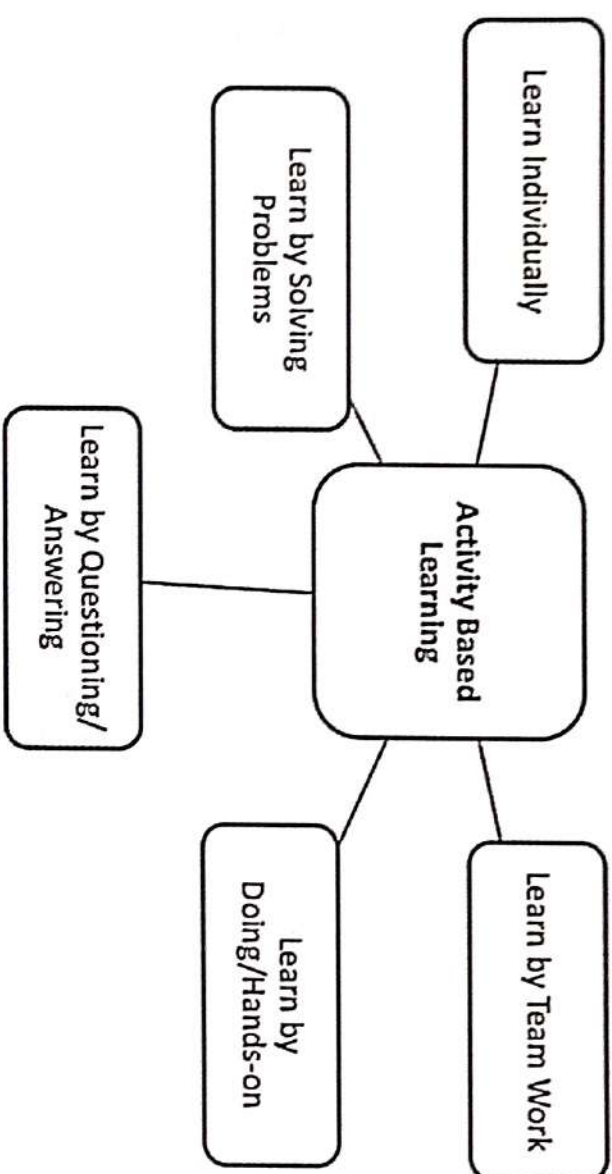 Learn Individually
Activity Based
Learning
Learn by Team Work
Learn by Solving
Problems
Learn by
Doing/Hands-on
Learn by Questioning/
Answering